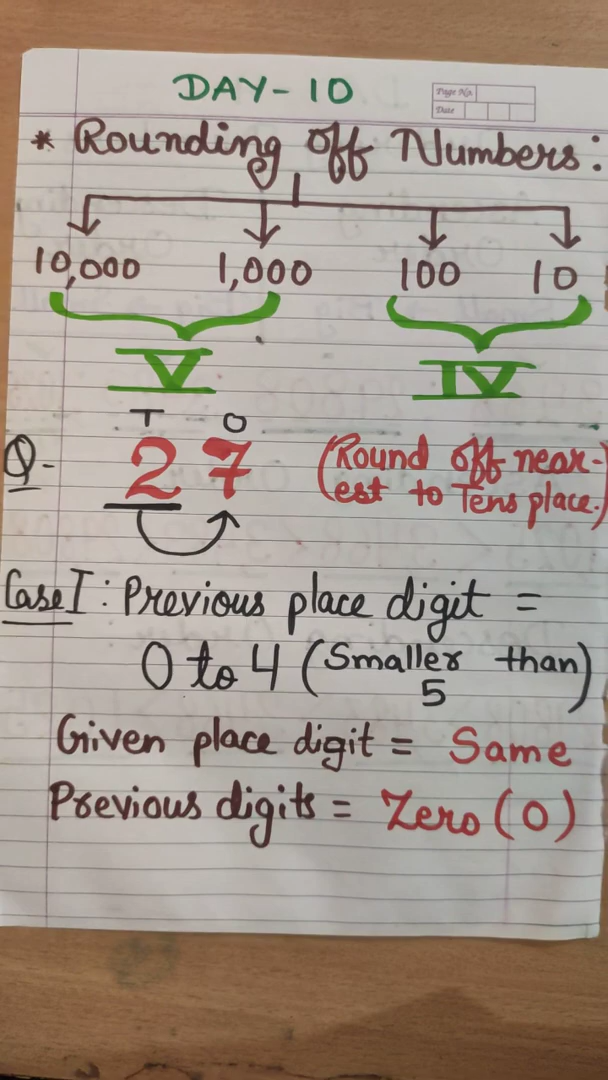 DAY-10
Page No.
Date
* Rounding off Numbers:
10,000 1,000 100 10
V IV
T O
Q- 27 (Round off near-
est to Tens place.)
Case I: Previous place digit =
0 to 4 (Smaller than
5)
Given place digit = Same
Previous digits = Zero (0)